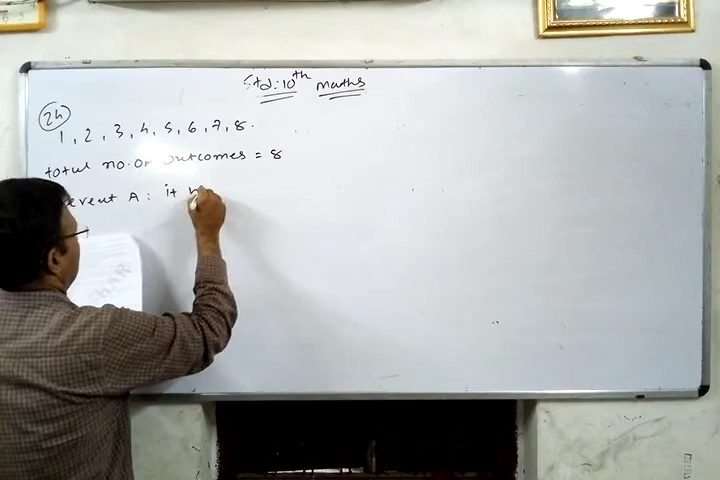 Std:10th Maths
24
1, 2, 3, 4, 5, 6, 7, 8.
total no. of outcomes = 8
event A: it